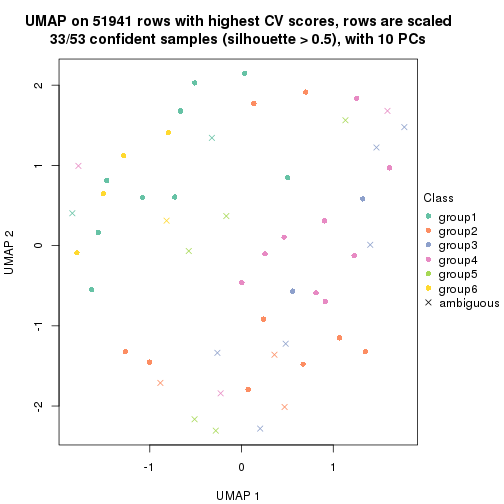 UMAP on 51941 rows with highest CV scores, rows are scaled
33/53 confident samples (silhouette > 0.5), with 10 PCs
2
1
0
-1
-2
UMAP 2
-1
0
1
UMAP 1
Class
group1
group2
group3
group4
group5
group6
ambiguous